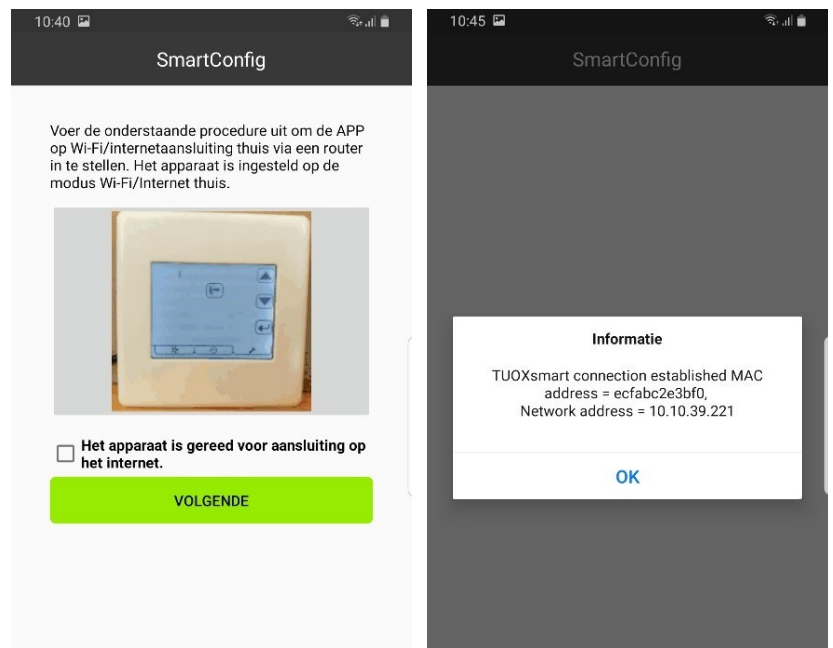 10:40
SmartConfig
Voer de onderstaande procedure uit om de APP
op Wi-Fi/internetaansluiting thuis via een router
in te stellen. Het apparaat is ingesteld op de
modus Wi-Fi/Internet thuis.
Het apparaat is gereed voor aansluiting op
het internet.
VOLGENDE
10:45
SmartConfig
Informatie
TUOXsmart connection established MAC
address = ecfabc2e3bf0,
Network address = 10.10.39.221
OK